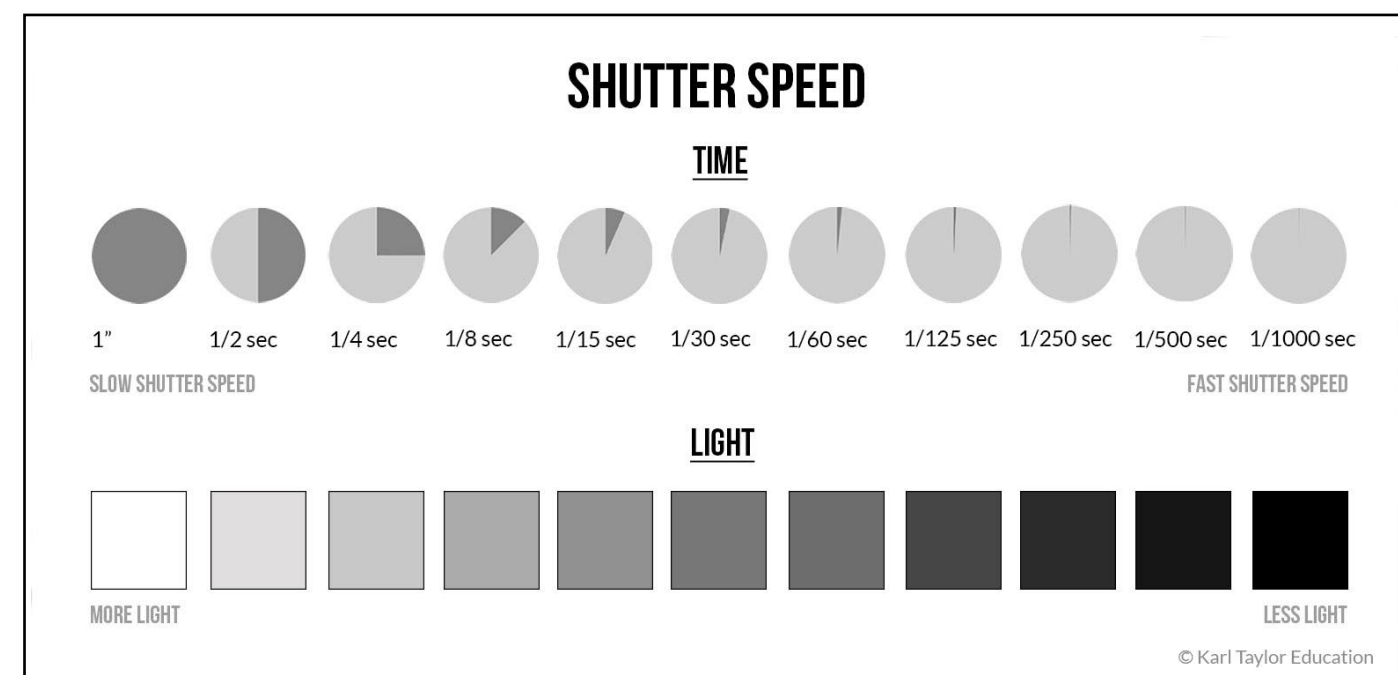 SHUTTER SPEED
TIME
1” 1/2 sec 1/4 sec 1/8 sec 1/15 sec 1/30 sec 1/60 sec 1/125 sec 1/250 sec 1/500 sec 1/1000 sec
SLOW SHUTTER SPEED FAST SHUTTER SPEED
LIGHT
MORE LIGHT LESS LIGHT
© Karl Taylor Education